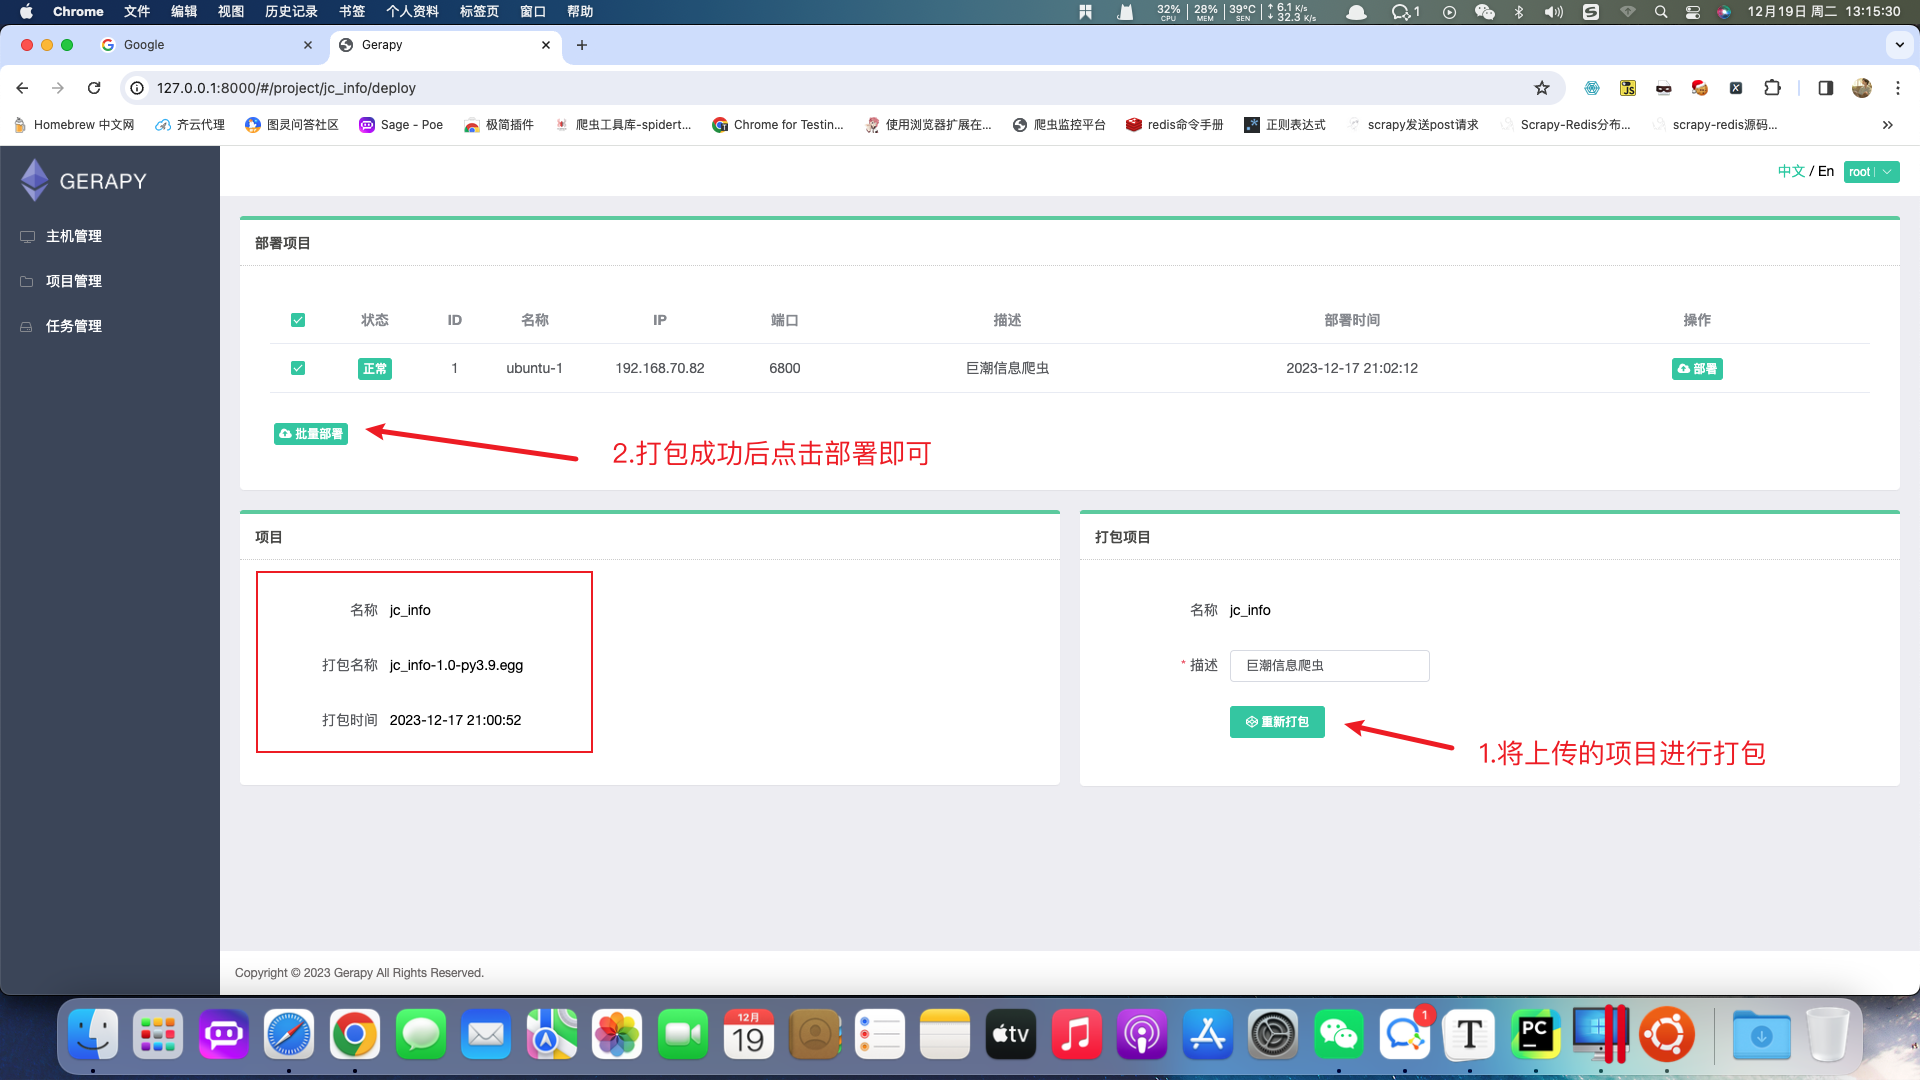 Chrome 文件 编辑 视图 历史记录 书签 个人资料 标签页 窗口 帮助 32% CPU 28% MEM 39°C SEN 6.1 K/s 32.3 K/s 1 12月19日 周二 13:15:30
Google Gerapy
127.0.0.1:8000/#/project/jc_info/deploy
Homebrew 中文网 齐云代理 图灵问答社区 Sage - Poe 极简插件 爬虫工具库-spidert... Chrome for Testin... 使用浏览器扩展在... 爬虫监控平台 redis命令手册 正则表达式 scrapy发送post请求 Scrapy-Redis分布... scrapy-redis源码...
GERAPY
中文 / En root
主机管理
项目管理
任务管理
部署项目
状态 ID 名称 IP 端口 描述 部署时间 操作
正常 1 ubuntu-1 192.168.70.82 6800 巨潮信息爬虫 2023-12-17 21:02:12 部署
批量部署
2.打包成功后点击部署即可
项目
名称 jc_info
打包名称 jc_info-1.0-py3.9.egg
打包时间 2023-12-17 21:00:52
打包项目
名称 jc_info
* 描述 巨潮信息爬虫
重新打包
1.将上传的项目进行打包
Copyright © 2023 Gerapy All Rights Reserved.
12月
19
tv
1
T
PC